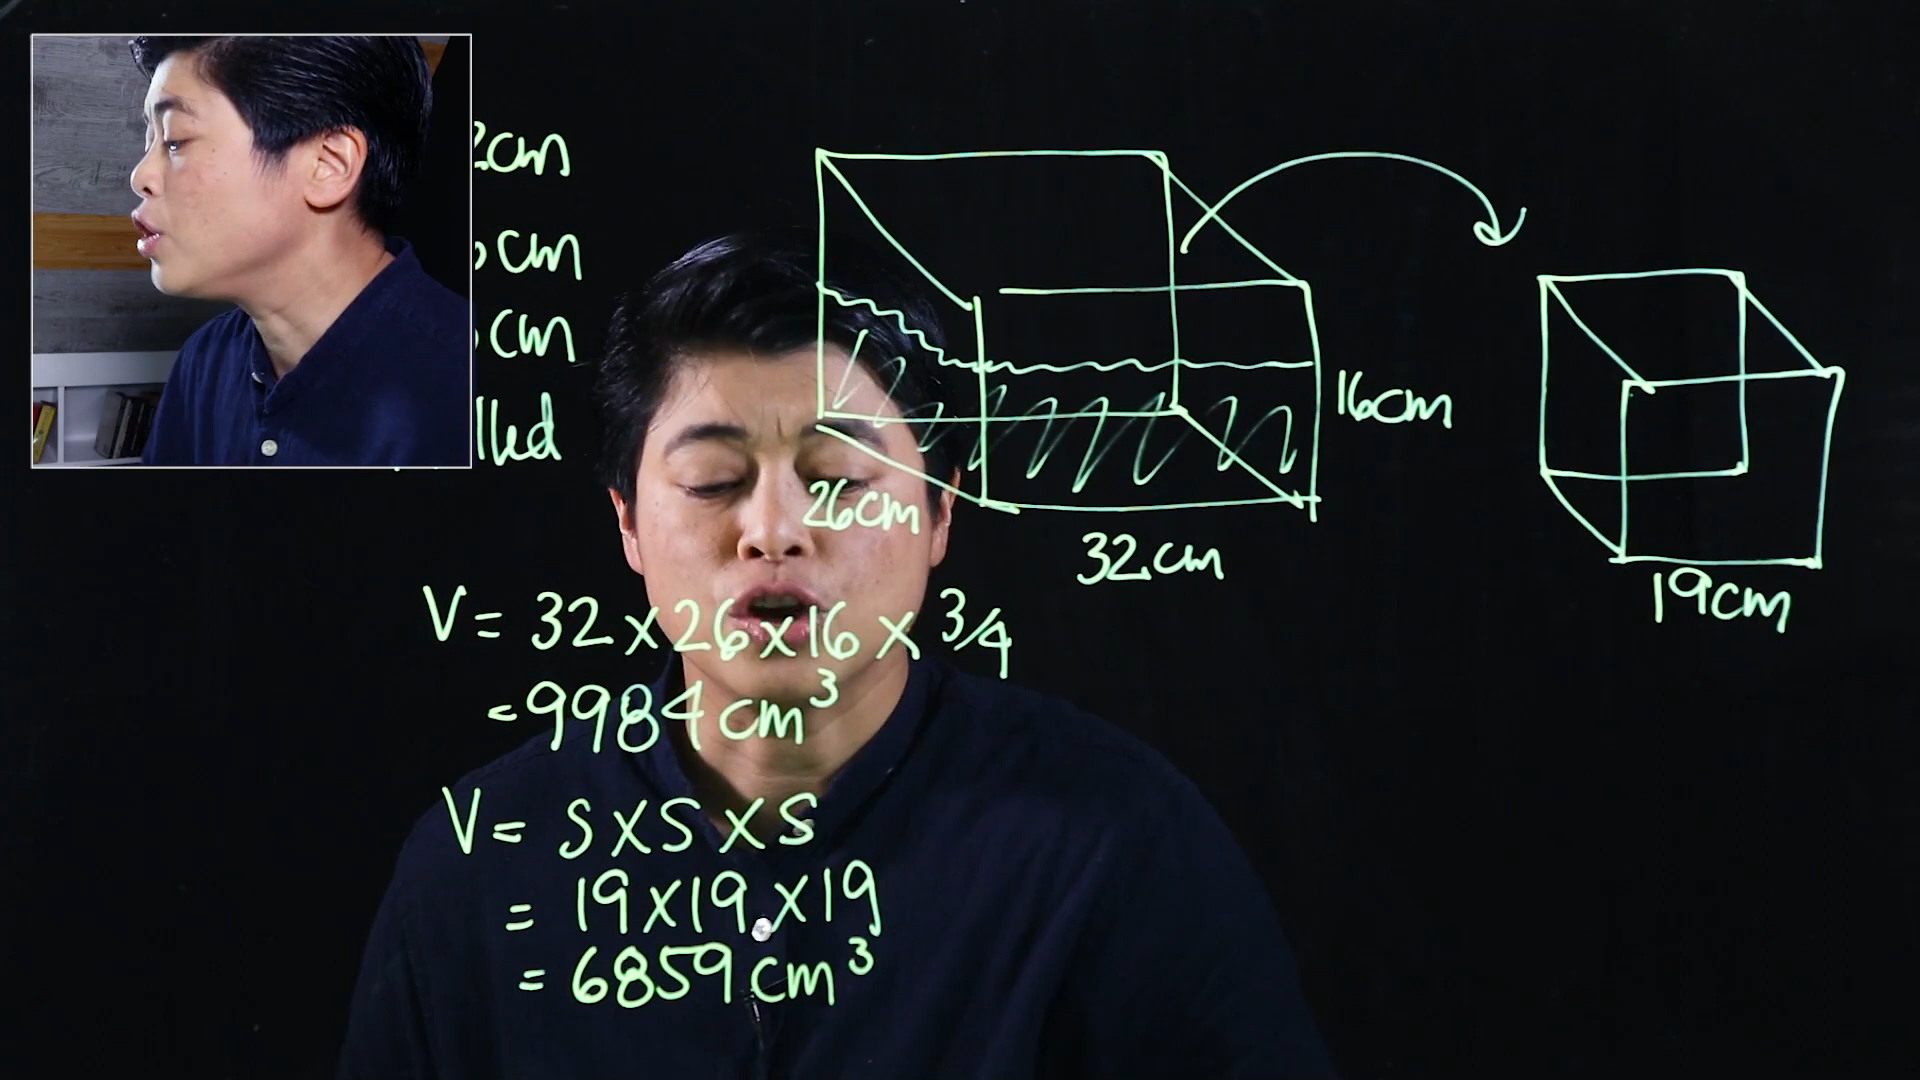 2cm
cm
cm
lled
16cm
26cm
32cm
19cm
V= 32 x 26 x 16 x 3/4
= 9984 cm³
V= S X S X S
= 19 X 19 X 19
= 6859 cm³